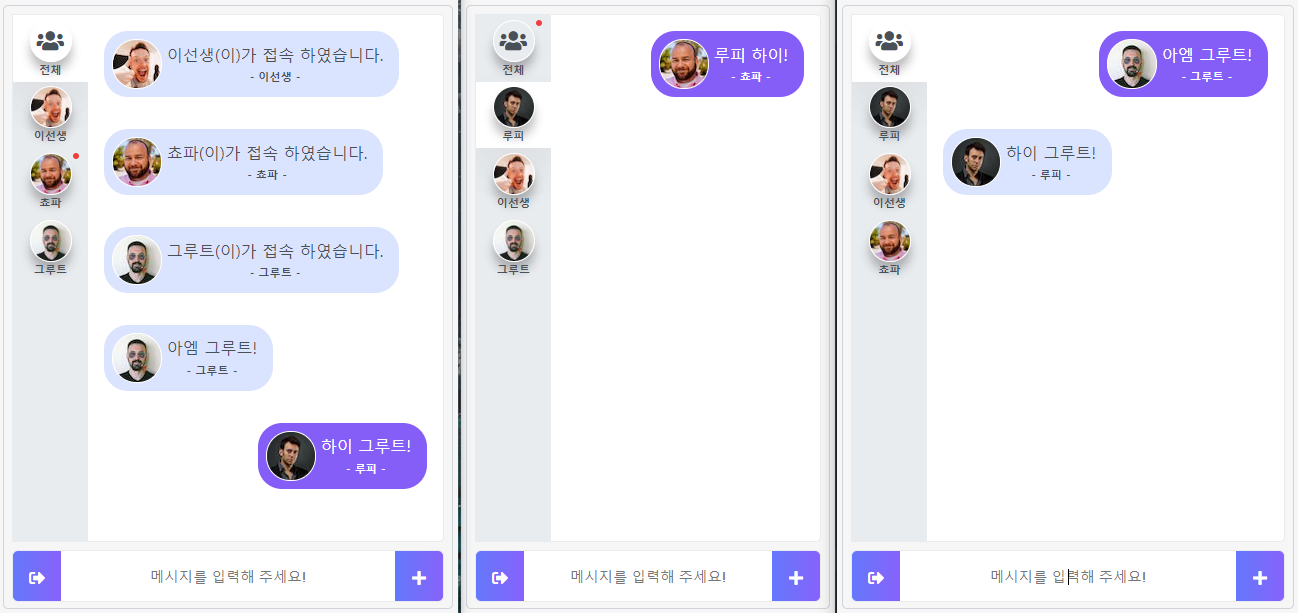 전체
이선생
쵸파
그루트
이선생(이)가 접속 하였습니다.
- 이선생 -
쵸파(이)가 접속 하였습니다.
- 쵸파 -
그루트(이)가 접속 하였습니다.
- 그루트 -
아엠 그루트!
- 그루트 -
하이 그루트!
- 루피 -
메시지를 입력해 주세요!
전체
루피
이선생
그루트
루피 하이!
- 쵸파 -
메시지를 입력해 주세요!
전체
루피
이선생
쵸파
아엠 그루트!
- 그루트 -
하이 그루트!
- 루피 -
메시지를 입력해 주세요!